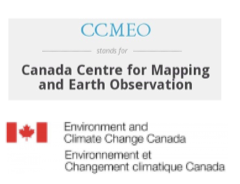 CCMEO
stands for
Canada Centre for Mapping
and Earth Observation
Environment and
Climate Change Canada
Environnement et
Changement climatique Canada